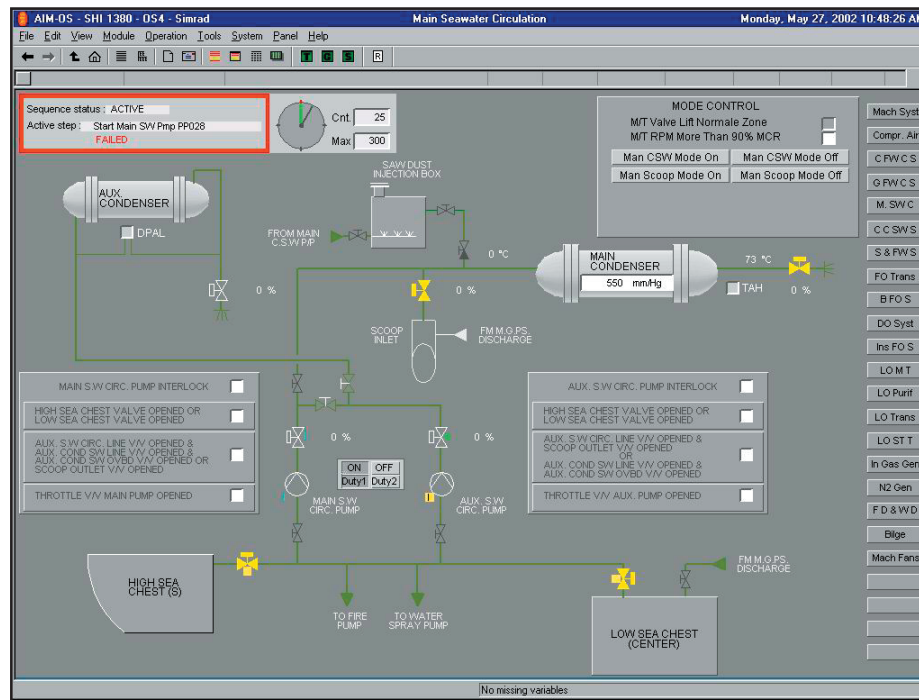 AIM-OS - SHI 1380 - OS4 - Simrad
Main Seawater Circulation
Monday, May 27, 2002 10:48:26 AM
File Edit View Module Operation Tools System Panel Help
T G S R
Sequence status : ACTIVE
Active step : Start Main SW Pmp PP028
FAILED
Cnt. 25
Max 300
MODE CONTROL
M/T Valve Lift Normale Zone
M/T RPM More Than 90% MCR
Man CSW Mode On
Man CSW Mode Off
Man Scoop Mode On
Man Scoop Mode Off
AUX.
CONDENSER
DPAL
0 %
SAW DUST
INJECTION BOX
FROM MAIN
C.S.W P/P
0 °C
MAIN
CONDENSER
550 mm/Hg
73 °C
TAH
0 %
0 %
SCOOP
INLET
FM M.G.PS.
DISCHARGE
MAIN S.W CIRC. PUMP INTERLOCK
HIGH SEA CHEST VALVE OPENED OR
LOW SEA CHEST VALVE OPENED
AUX. S.W CIRC. LINE V/V OPENED &
AUX. COND SW LINE V/V OPENED &
AUX. COND SW OVBD V/V OPENED OR
SCOOP OUTLET V/V OPENED
THROTTLE V/V MAIN PUMP OPENED
0 %
0 %
ON OFF
Duty1 Duty2
MAIN S.W
CIRC. PUMP
AUX. S.W
CIRC. PUMP
AUX. S.W CIRC. PUMP INTERLOCK
HIGH SEA CHEST VALVE OPENED OR
LOW SEA CHEST VALVE OPENED
AUX. S.W CIRC. LINE V/V OPENED &
SCOOP OUTLET V/V OPENED
OR
AUX. COND SW LINE V/V OPENED &
AUX. COND SW OVBD V/V OPENED
THROTTLE V/V AUX. PUMP OPENED
HIGH SEA
CHEST (S)
TO FIRE
PUMP
TO WATER
SPRAY PUMP
FM M.G.PS.
DISCHARGE
LOW SEA CHEST
(CENTER)
Mach Syst
Compr. Air
C FW C S
G FW C S
M. SW C
C C SW S
S & FW S
FO Trans
B FO S
DO Syst
Ins FO S
LO M T
LO Purif
LO Trans
LO ST T
In Gas Gen
N2 Gen
F D & W D
Bilge
Mach Fans
No missing variables